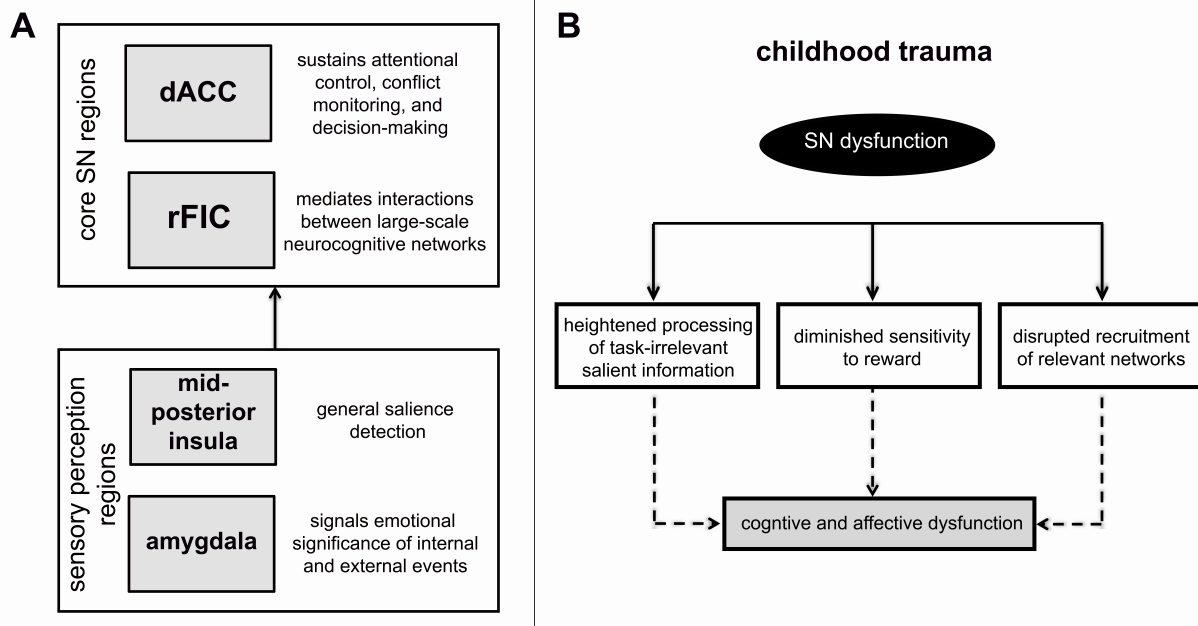 A
core SN regions
dACC
sustains attentional
control, conflict
monitoring, and
decision-making
rFIC
mediates interactions
between large-scale
neurocognitive networks
sensory perception
regions
mid-
posterior
insula
general salience
detection
amygdala
signals emotional
significance of internal
and external events
B
childhood trauma
SN dysfunction
heightened processing
of task-irrelevant
salient information
diminished sensitivity
to reward
disrupted recruitment
of relevant networks
cogntive and affective dysfunction